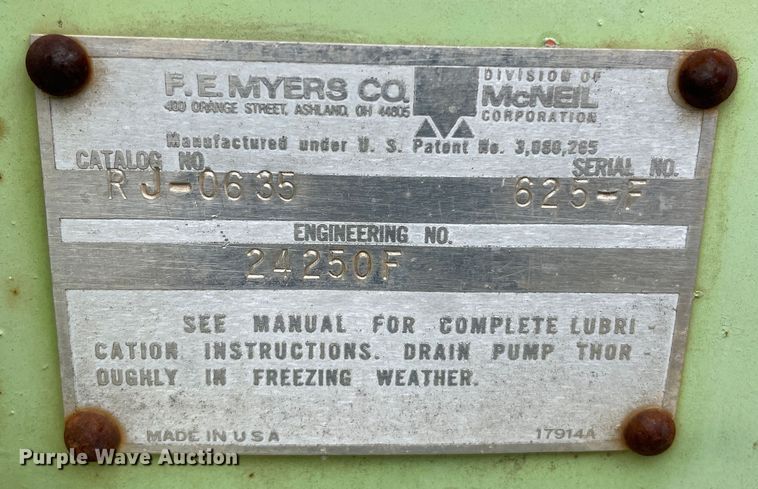 F. E. MYERS CO.
400 ORANGE STREET, ASHLAND, OH 44805
DIVISION OF
McNEIL
CORPORATION
Manufactured under U. S. Patent No. 3,080,265
CATALOG NO. SERIAL NO.
RJ-0635 625-F
ENGINEERING NO.
24250F
SEE MANUAL FOR COMPLETE LUBRI-
CATION INSTRUCTIONS. DRAIN PUMP THOR-
OUGHLY IN FREEZING WEATHER.
MADE IN USA 17914A
Purple Wave Auction